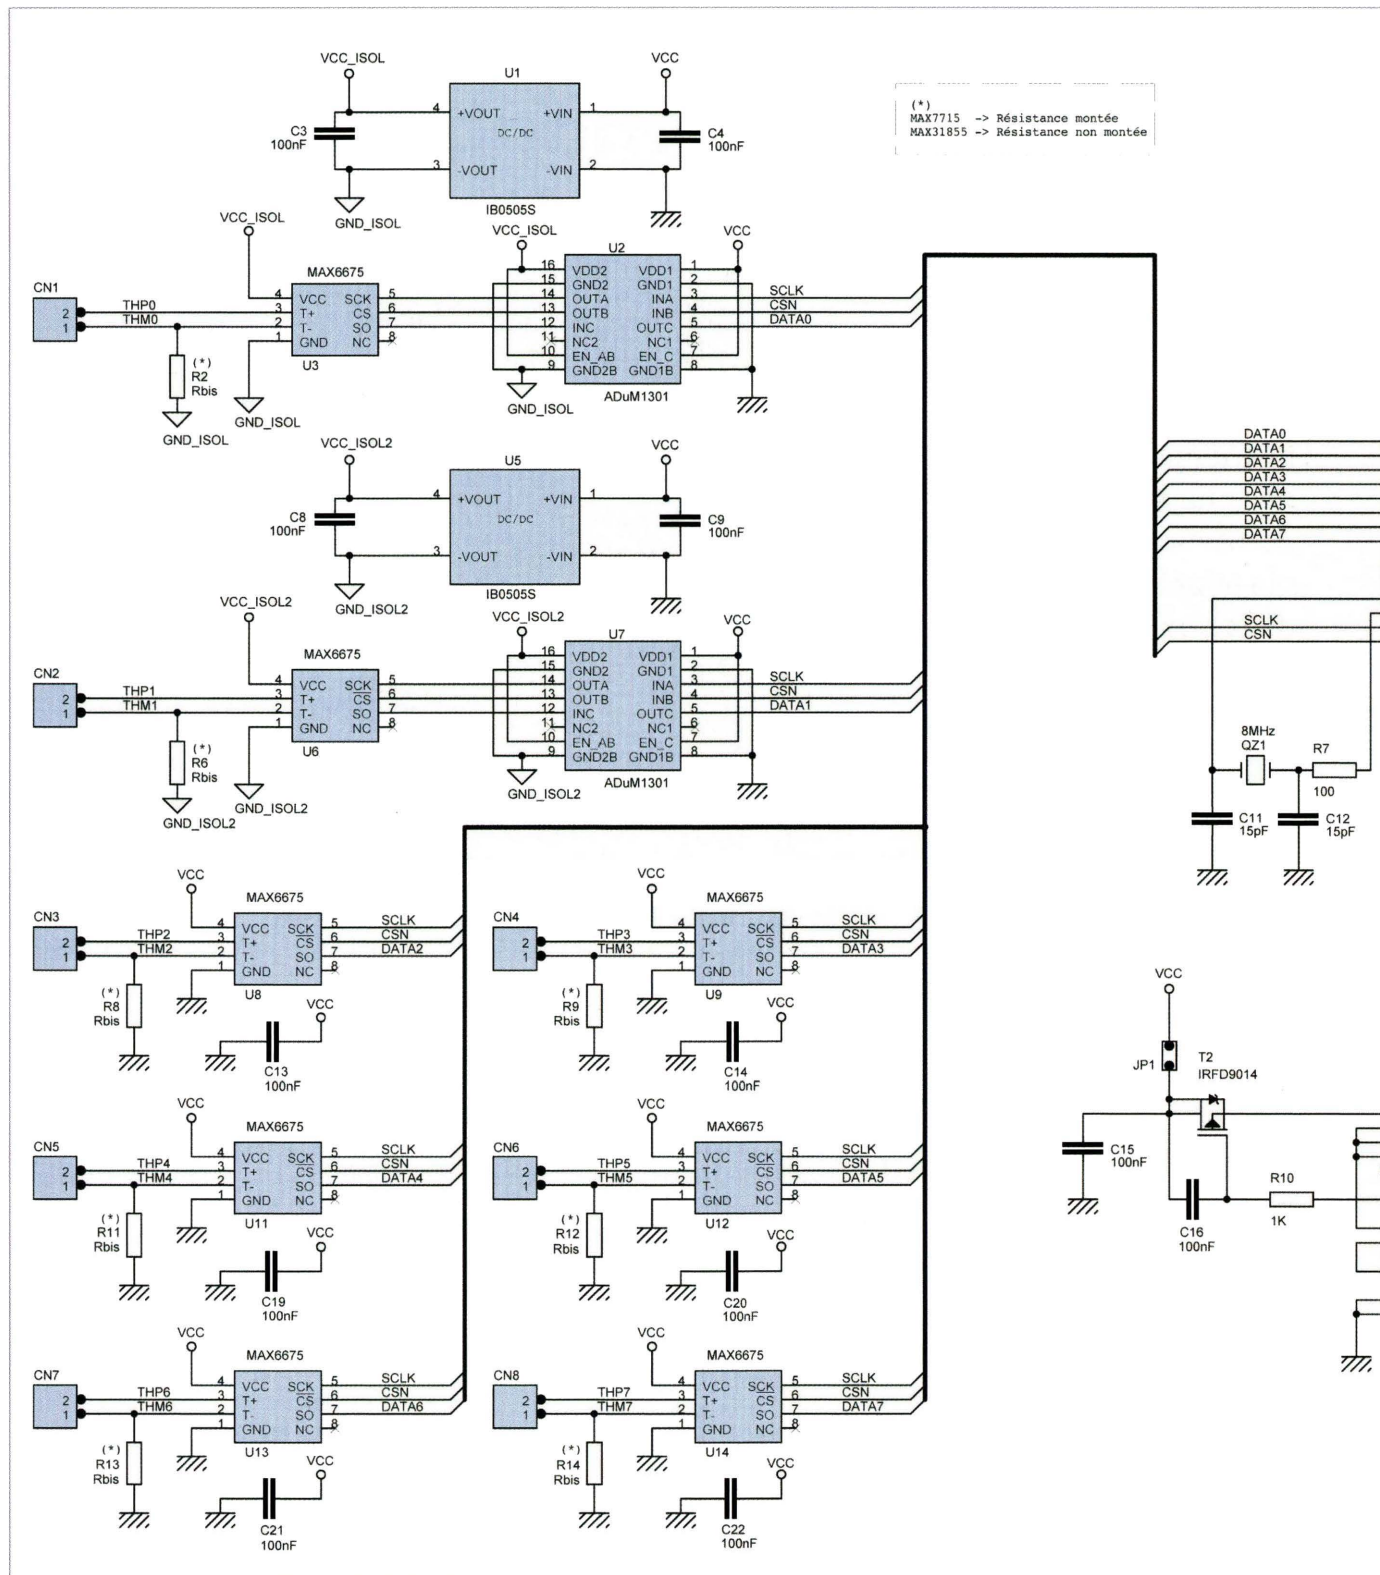 VCC_ISOL
U1
VCC
4 +VOUT +VIN 1
DC/DC
C3
100nF
C4
100nF
3 -VOUT -VIN 2
IB0505S
GND_ISOL
(*)
MAX7715 -> Résistance montée
MAX31855 -> Résistance non montée
VCC_ISOL
VCC_ISOL
U2
VCC
MAX6675
CN1
THP0
THM0
2
1
4 VCC SCK 5
3 T+ CS 6
2 T- SO 7
1 GND NC 8
U3
16 VDD2 VDD1 1
15 GND2 GND1 2
14 OUTA INA 3 SCLK
13 OUTB INB 4 CSN
12 INC OUTC 5 DATA0
11 NC2 NC1 6
10 EN_AB EN_C 7
9 GND2B GND1B 8
ADuM1301
(*)
R2
Rbis
GND_ISOL
GND_ISOL
GND_ISOL
VCC_ISOL2
U5
VCC
4 +VOUT +VIN 1
DC/DC
C8
100nF
C9
100nF
3 -VOUT -VIN 2
IB0505S
GND_ISOL2
DATA0
DATA1
DATA2
DATA3
DATA4
DATA5
DATA6
DATA7
SCLK
CSN
VCC_ISOL2
VCC_ISOL2
U7
VCC
MAX6675
CN2
THP1
THM1
2
1
4 VCC SCK 5
3 T+ CS 6
2 T- SO 7
1 GND NC 8
U6
16 VDD2 VDD1 1
15 GND2 GND1 2
14 OUTA INA 3 SCLK
13 OUTB INB 4 CSN
12 INC OUTC 5 DATA1
11 NC2 NC1 6
10 EN_AB EN_C 7
9 GND2B GND1B 8
ADuM1301
(*)
R6
Rbis
GND_ISOL2
GND_ISOL2
GND_ISOL2
8MHz
QZ1
R7
100
C11
15pF
C12
15pF
VCC
MAX6675
CN3
THP2
THM2
2
1
4 VCC SCK 5 SCLK
3 T+ CS 6 CSN
2 T- SO 7 DATA2
1 GND NC 8
U8
(*)
R8
Rbis
VCC
C13
100nF
VCC
MAX6675
CN4
THP3
THM3
2
1
4 VCC SCK 5 SCLK
3 T+ CS 6 CSN
2 T- SO 7 DATA3
1 GND NC 8
U9
(*)
R9
Rbis
VCC
C14
100nF
VCC
JP1
T2
IRFD9014
C15
100nF
C16
100nF
R10
1K
VCC
MAX6675
CN5
THP4
THM4
2
1
4 VCC SCK 5 SCLK
3 T+ CS 6 CSN
2 T- SO 7 DATA4
1 GND NC 8
U11
(*)
R11
Rbis
VCC
C19
100nF
VCC
MAX6675
CN6
THP5
THM5
2
1
4 VCC SCK 5 SCLK
3 T+ CS 6 CSN
2 T- SO 7 DATA5
1 GND NC 8
U12
(*)
R12
Rbis
VCC
C20
100nF
VCC
MAX6675
CN7
THP6
THM6
2
1
4 VCC SCK 5 SCLK
3 T+ CS 6 CSN
2 T- SO 7 DATA6
1 GND NC 8
U13
(*)
R13
Rbis
VCC
C21
100nF
VCC
MAX6675
CN8
THP7
THM7
2
1
4 VCC SCK 5 SCLK
3 T+ CS 6 CSN
2 T- SO 7 DATA7
1 GND NC 8
U14
(*)
R14
Rbis
VCC
C22
100nF